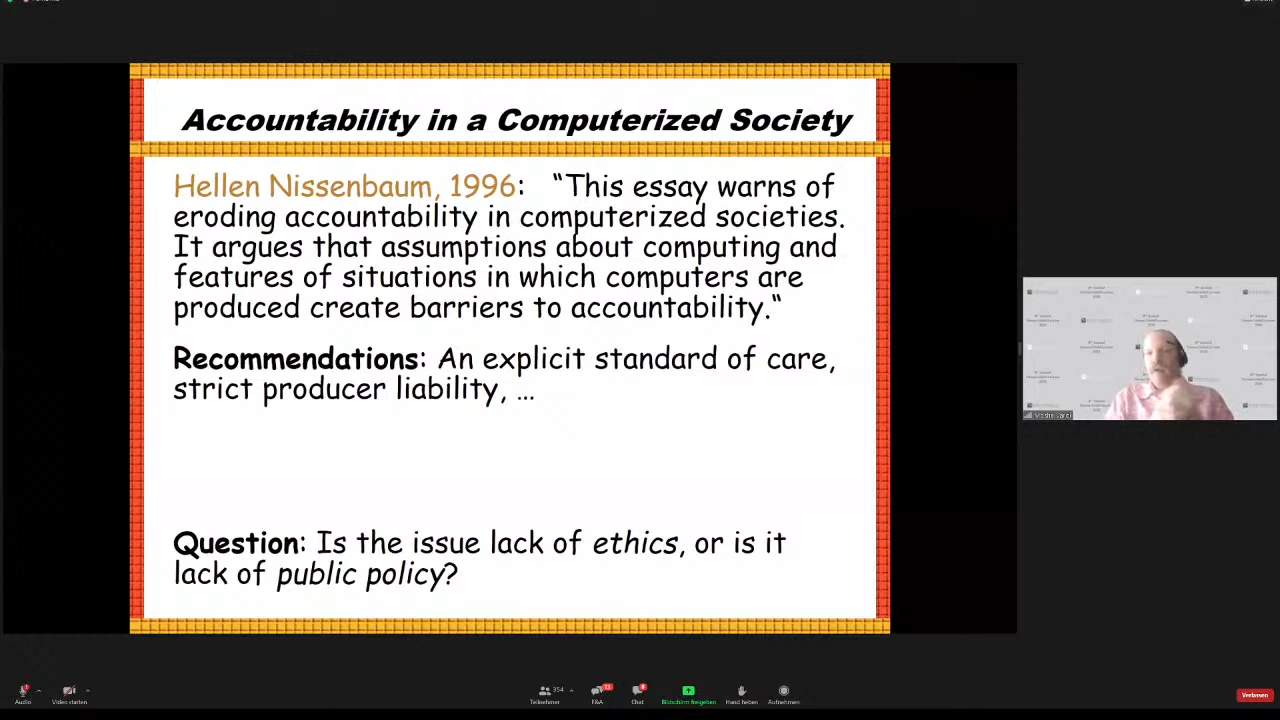 Accountability in a Computerized Society
Hellen Nissenbaum, 1996: “This essay warns of
eroding accountability in computerized societies.
It argues that assumptions about computing and
features of situations in which computers are
produced create barriers to accountability.“
Recommendations: An explicit standard of care,
strict producer liability, …
Question: Is the issue lack of ethics, or is it
lack of public policy?
Moshe Vardi
Audio
Video starten
354
Teilnehmer
F&A
Chat
Bildschirm freigeben
Hand heben
Aufnehmen
Verlassen